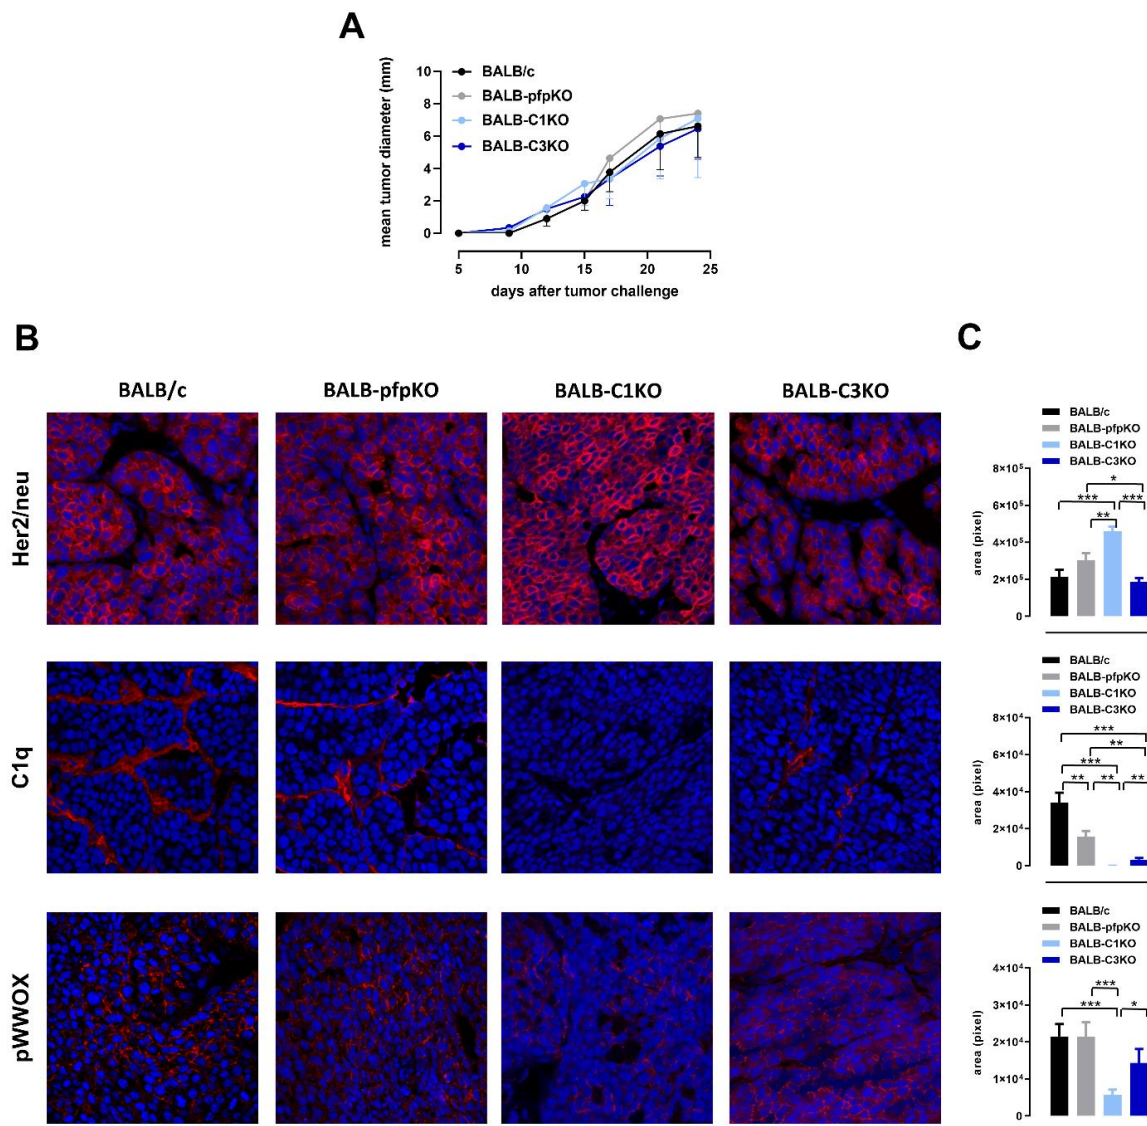 A
BALB/c
BALB-pfpKO
BALB-C1KO
BALB-C3KO
mean tumor diameter (mm)
10
8
6
4
2
0
5
10
15
20
25
days after tumor challenge
B
BALB/c
BALB-pfpKO
BALB-C1KO
BALB-C3KO
Her2/neu
C1q
pWWOX
C
BALB/c
BALB-pfpKO
BALB-C1KO
BALB-C3KO
area (pixel)
8×10⁵
6×10⁵
4×10⁵
2×10⁵
0
*
*** ***
**
BALB/c
BALB-pfpKO
BALB-C1KO
BALB-C3KO
area (pixel)
8×10⁴
6×10⁴
4×10⁴
2×10⁴
0
***
**
***
** ** **
BALB/c
BALB-pfpKO
BALB-C1KO
BALB-C3KO
area (pixel)
4×10⁴
3×10⁴
2×10⁴
1×10⁴
0
***
*** *